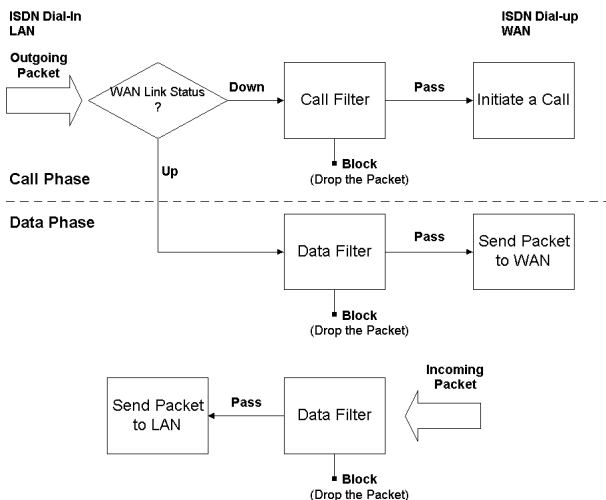 ISDN Dial-In
LAN
ISDN Dial-up
WAN
Outgoing
Packet
WAN Link Status
?
Down
Call Filter
Pass
Initiate a Call
Up
Block
(Drop the Packet)
Call Phase
Data Phase
Data Filter
Pass
Send Packet
to WAN
Block
(Drop the Packet)
Incoming
Packet
Send Packet
to LAN
Pass
Data Filter
Block
(Drop the Packet)